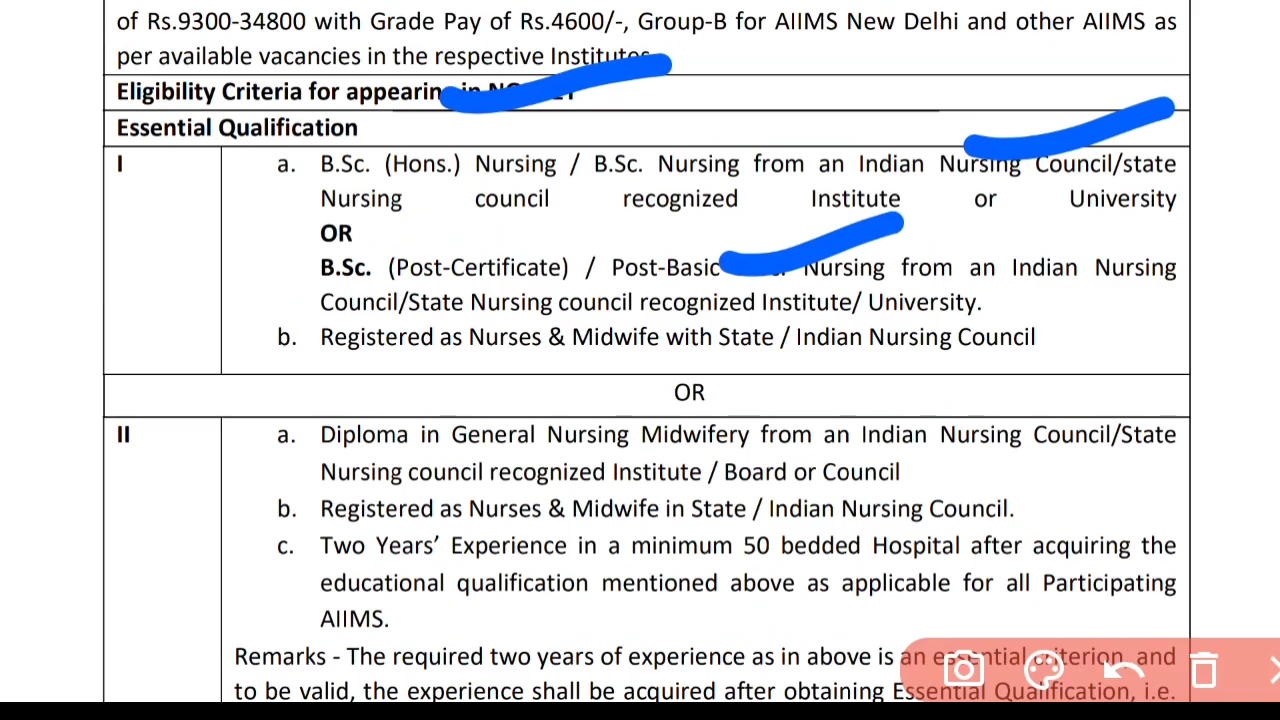 of Rs.9300-34800 with Grade Pay of Rs.4600/-, Group-B for AIIMS New Delhi and other AIIMS as
per available vacancies in the respective Institutes
Eligibility Criteria for appearing in
Essential Qualification
I
a. B.Sc. (Hons.) Nursing / B.Sc. Nursing from an Indian Nursing Council/state
Nursing council recognized Institute or University
OR
B.Sc. (Post-Certificate) / Post-Basic Nursing from an Indian Nursing
Council/State Nursing council recognized Institute/ University.
b. Registered as Nurses & Midwife with State / Indian Nursing Council
OR
II
a. Diploma in General Nursing Midwifery from an Indian Nursing Council/State
Nursing council recognized Institute / Board or Council
b. Registered as Nurses & Midwife in State / Indian Nursing Council.
c. Two Years’ Experience in a minimum 50 bedded Hospital after acquiring the
educational qualification mentioned above as applicable for all Participating
AIIMS.
Remarks - The required two years of experience as in above is an essential criterion, and
to be valid, the experience shall be acquired after obtaining Essential Qualification, i.e.